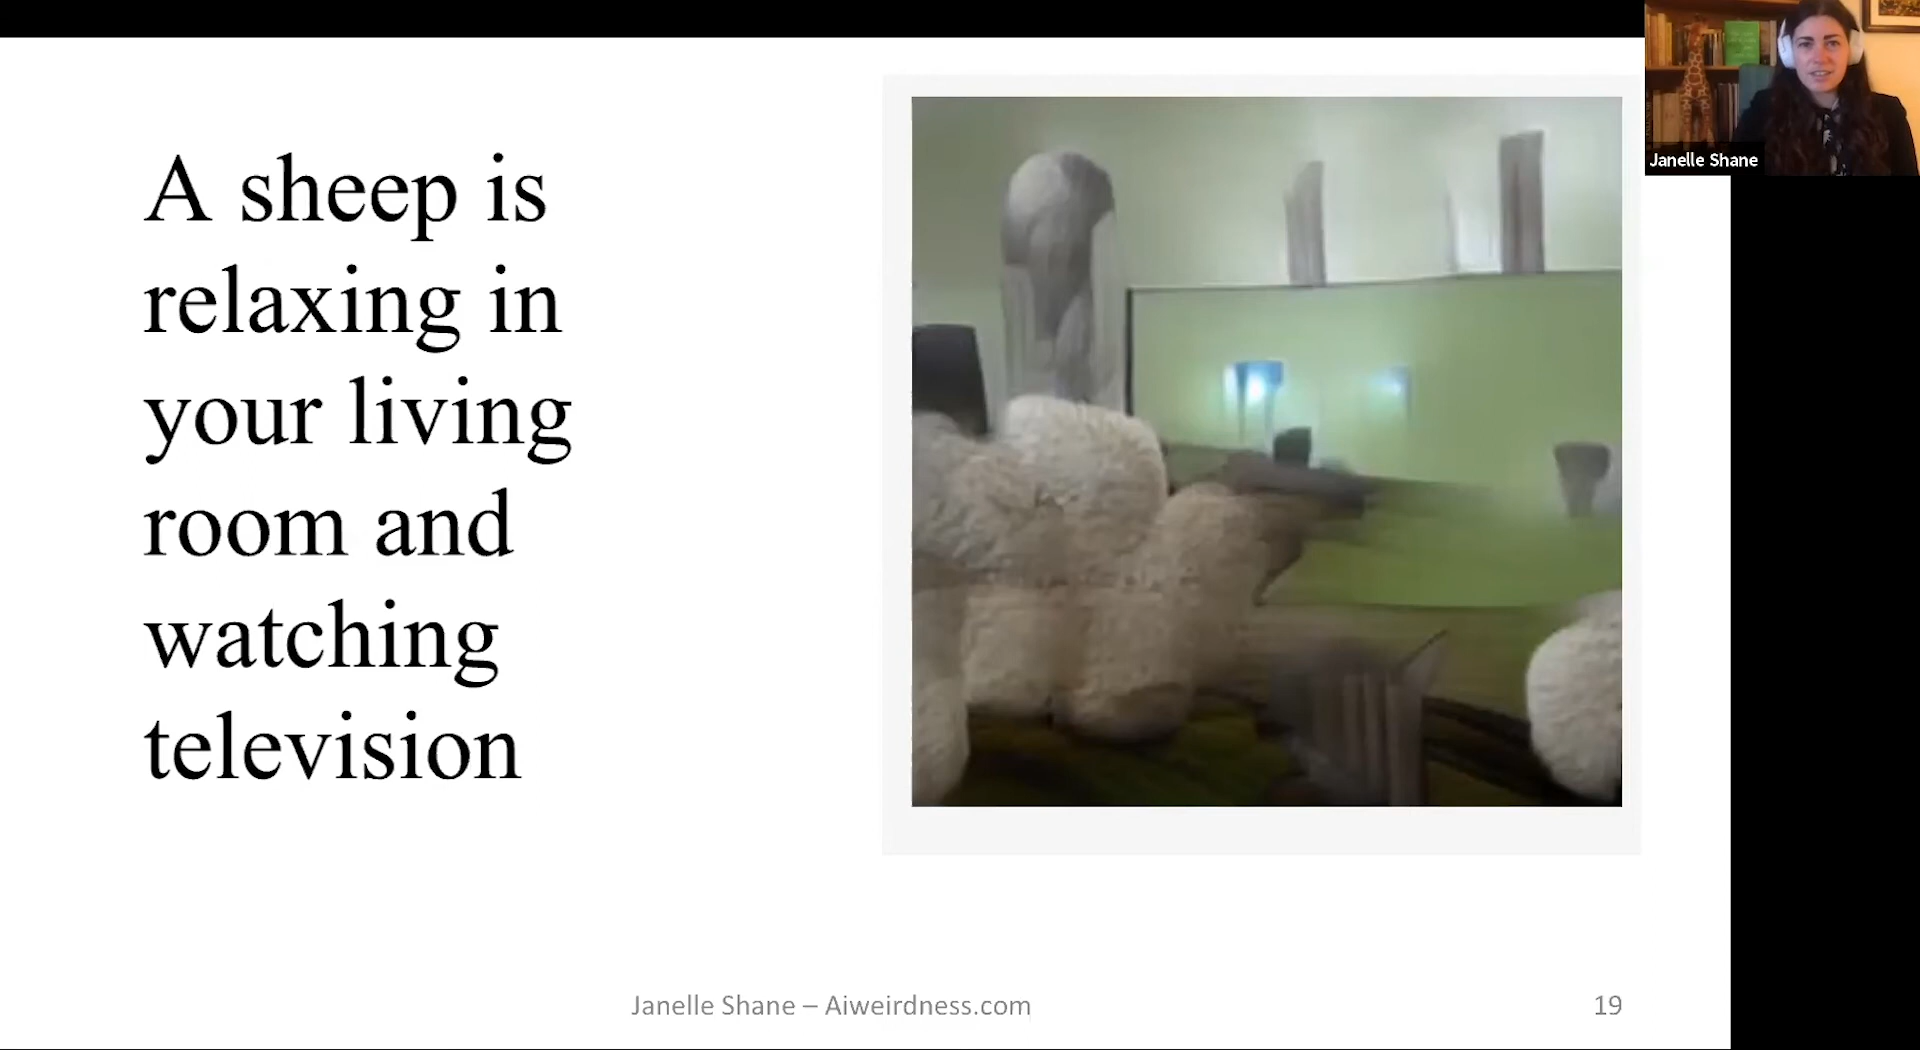 Janelle Shane
A sheep is
relaxing in
your living
room and
watching
television
Janelle Shane – Aiweirdness.com
19